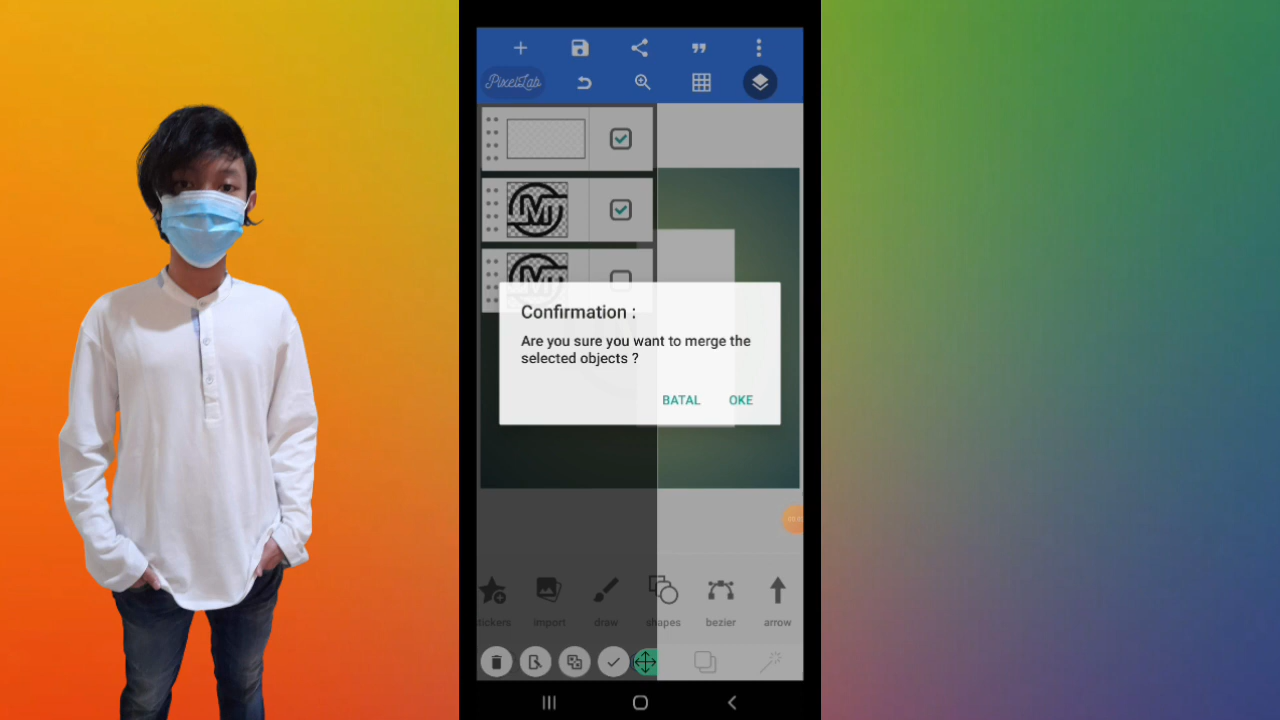 PixelLab
Confirmation :
Are you sure you want to merge the
selected objects ?
BATAL
OKE
tickers
import
draw
shapes
bezier
arrow